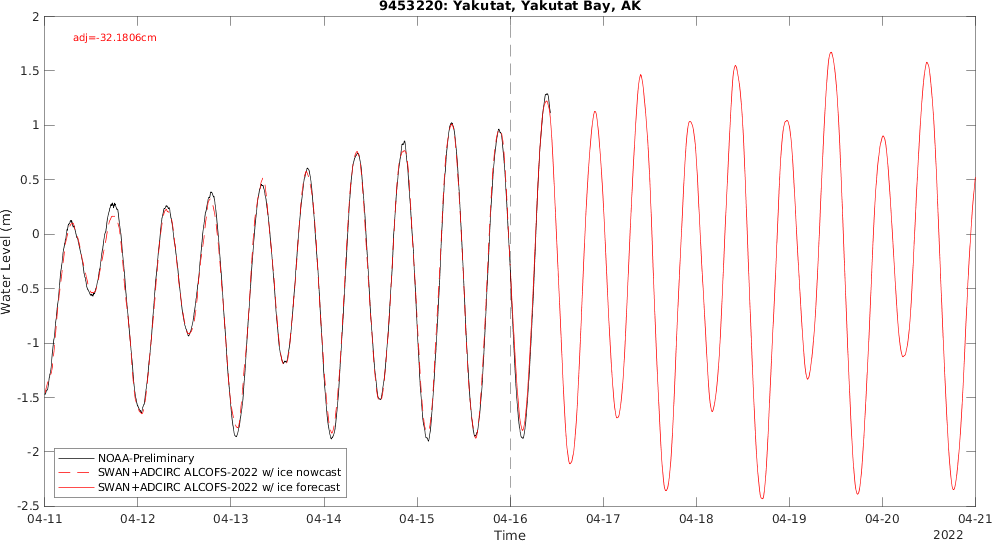 9453220: Yakutat, Yakutat Bay, AK
adj=-32.1806cm
2
1.5
1
0.5
0
-0.5
-1
-1.5
-2
-2.5
Water Level (m)
NOAA-Preliminary
SWAN+ADCIRC ALCOFS-2022 w/ ice nowcast
SWAN+ADCIRC ALCOFS-2022 w/ ice forecast
04-11 04-12 04-13 04-14 04-15 04-16 04-17 04-18 04-19 04-20 04-21
Time
2022